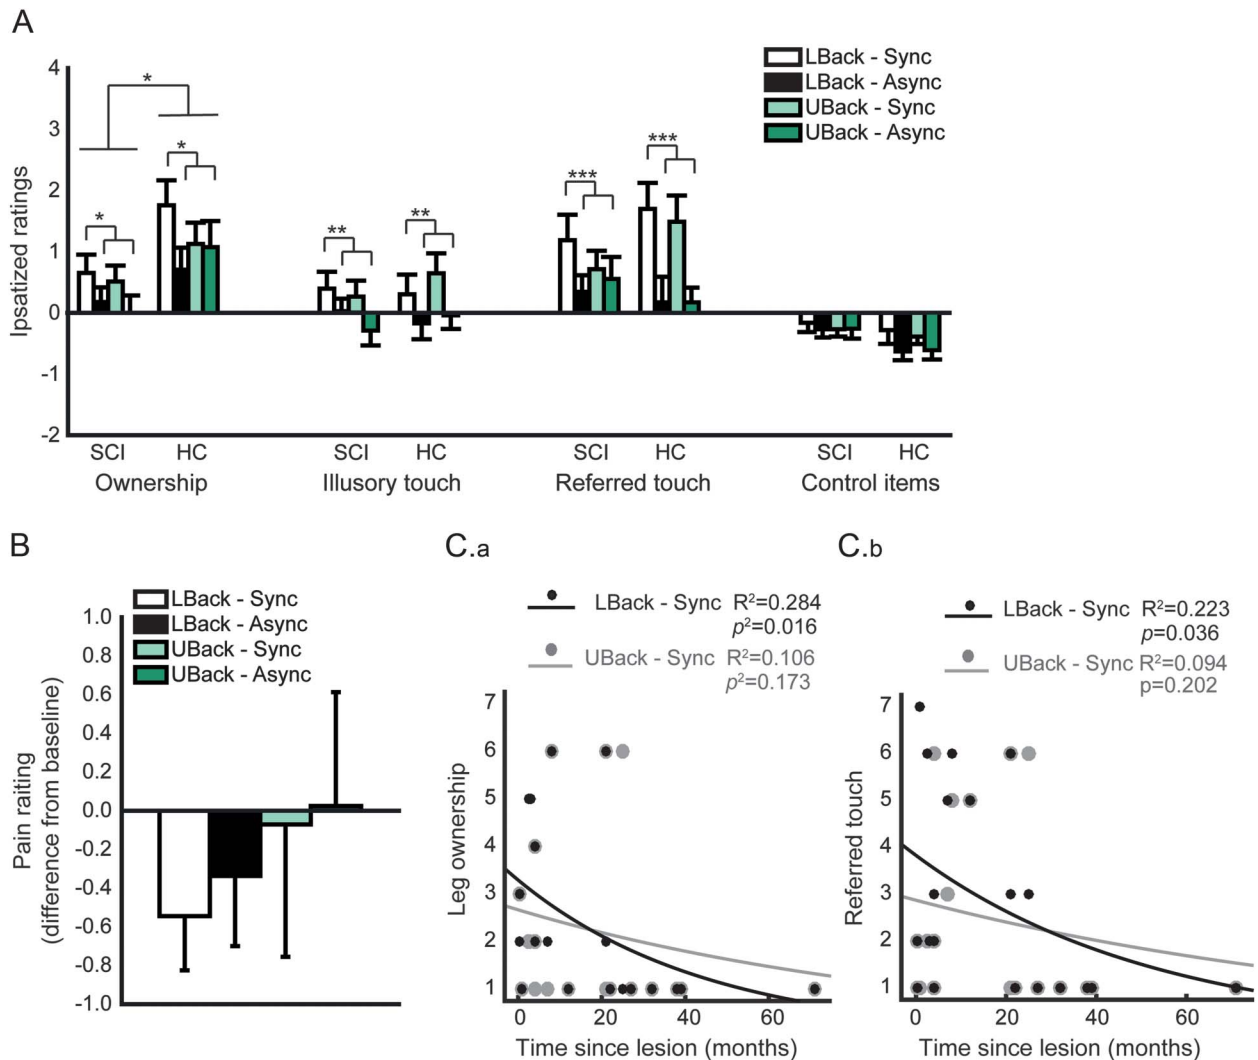 A
LBack - Sync
LBack - Async
UBack - Sync
UBack - Async
4
3
2
1
0
-1
-2
Ipsatized ratings
*
*
*
**
**
***
***
SCI HC SCI HC SCI HC SCI HC
Ownership Illusory touch Referred touch Control items
B
LBack - Sync
LBack - Async
UBack - Sync
UBack - Async
1.0
0.8
0.6
0.4
0.2
0.0
-0.2
-0.4
-0.6
-0.8
-1.0
Pain raiting
(difference from baseline)
C.a
LBack - Sync R²=0.284
p²=0.016
UBack - Sync R²=0.106
p²=0.173
7
6
5
4
3
2
1
Leg ownership
0 20 40 60
Time since lesion (months)
C.b
LBack - Sync R²=0.223
p=0.036
UBack - Sync R²=0.094
p=0.202
7
6
5
4
3
2
1
Referred touch
0 20 40 60
Time since lesion (months)